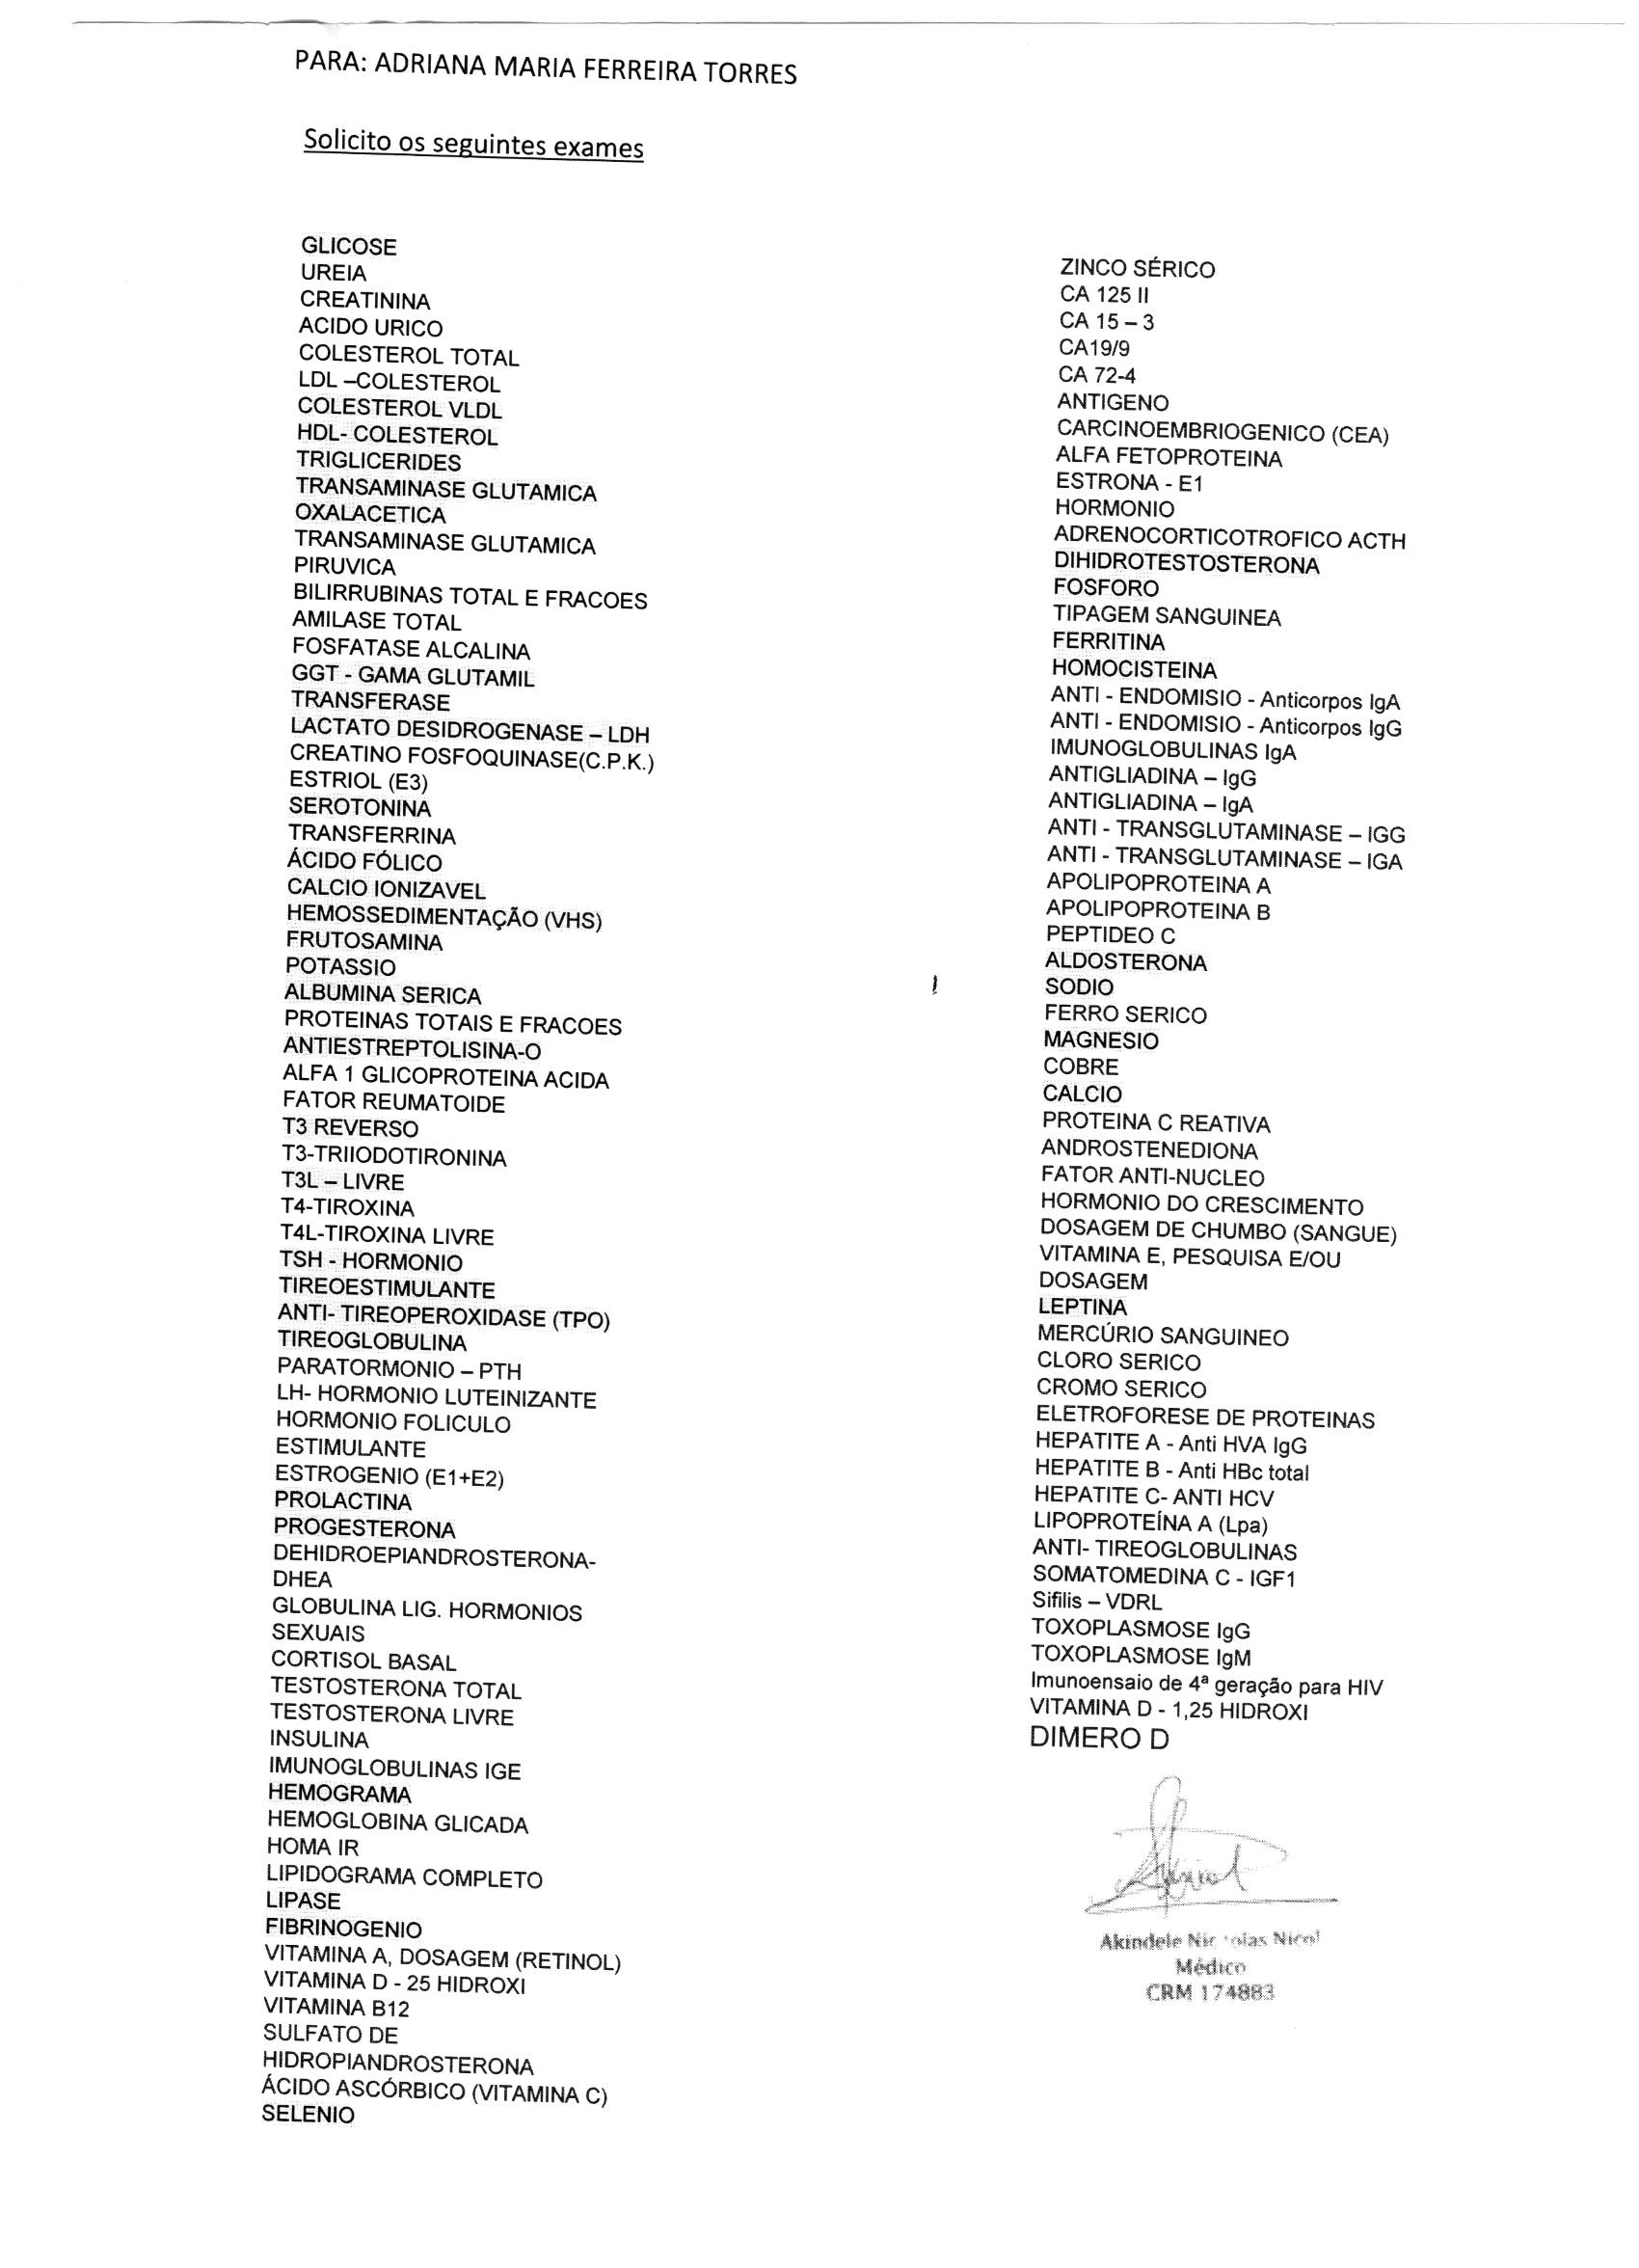 PARA: ADRIANA MARIA FERREIRA TORRES
Solicito os seguintes exames
GLICOSE
UREIA
CREATININA
ACIDO URICO
COLESTEROL TOTAL
LDL –COLESTEROL
COLESTEROL VLDL
HDL- COLESTEROL
TRIGLICERIDES
TRANSAMINASE GLUTAMICA
OXALACETICA
TRANSAMINASE GLUTAMICA
PIRUVICA
BILIRRUBINAS TOTAL E FRACOES
AMILASE TOTAL
FOSFATASE ALCALINA
GGT - GAMA GLUTAMIL
TRANSFERASE
LACTATO DESIDROGENASE – LDH
CREATINO FOSFOQUINASE(C.P.K.)
ESTRIOL (E3)
SEROTONINA
TRANSFERRINA
ÁCIDO FÓLICO
CALCIO IONIZAVEL
HEMOSSEDIMENTAÇÃO (VHS)
FRUTOSAMINA
POTASSIO
ALBUMINA SERICA
PROTEINAS TOTAIS E FRACOES
ANTIESTREPTOLISINA-O
ALFA 1 GLICOPROTEINA ACIDA
FATOR REUMATOIDE
T3 REVERSO
T3-TRIIODOTIRONINA
T3L – LIVRE
T4-TIROXINA
T4L-TIROXINA LIVRE
TSH - HORMONIO
TIREOESTIMULANTE
ANTI- TIREOPEROXIDASE (TPO)
TIREOGLOBULINA
PARATORMONIO – PTH
LH- HORMONIO LUTEINIZANTE
HORMONIO FOLICULO
ESTIMULANTE
ESTROGENIO (E1+E2)
PROLACTINA
PROGESTERONA
DEHIDROEPIANDROSTERONA-
DHEA
GLOBULINA LIG. HORMONIOS
SEXUAIS
CORTISOL BASAL
TESTOSTERONA TOTAL
TESTOSTERONA LIVRE
INSULINA
IMUNOGLOBULINAS IGE
HEMOGRAMA
HEMOGLOBINA GLICADA
HOMA IR
LIPIDOGRAMA COMPLETO
LIPASE
FIBRINOGENIO
VITAMINA A, DOSAGEM (RETINOL)
VITAMINA D - 25 HIDROXI
VITAMINA B12
SULFATO DE
HIDROPIANDROSTERONA
ÁCIDO ASCÓRBICO (VITAMINA C)
SELENIO
ZINCO SÉRICO
CA 125 II
CA 15 – 3
CA19/9
CA 72-4
ANTIGENO
CARCINOEMBRIOGENICO (CEA)
ALFA FETOPROTEINA
ESTRONA - E1
HORMONIO
ADRENOCORTICOTROFICO ACTH
DIHIDROTESTOSTERONA
FOSFORO
TIPAGEM SANGUINEA
FERRITINA
HOMOCISTEINA
ANTI - ENDOMISIO - Anticorpos IgA
ANTI - ENDOMISIO - Anticorpos IgG
IMUNOGLOBULINAS IgA
ANTIGLIADINA – IgG
ANTIGLIADINA – IgA
ANTI - TRANSGLUTAMINASE – IGG
ANTI - TRANSGLUTAMINASE – IGA
APOLIPOPROTEINA A
APOLIPOPROTEINA B
PEPTIDEO C
ALDOSTERONA
SODIO
FERRO SERICO
MAGNESIO
COBRE
CALCIO
PROTEINA C REATIVA
ANDROSTENEDIONA
FATOR ANTI-NUCLEO
HORMONIO DO CRESCIMENTO
DOSAGEM DE CHUMBO (SANGUE)
VITAMINA E, PESQUISA E/OU
DOSAGEM
LEPTINA
MERCÚRIO SANGUINEO
CLORO SERICO
CROMO SERICO
ELETROFORESE DE PROTEINAS
HEPATITE A - Anti HVA IgG
HEPATITE B - Anti HBc total
HEPATITE C- ANTI HCV
LIPOPROTEÍNA A (Lpa)
ANTI- TIREOGLOBULINAS
SOMATOMEDINA C - IGF1
Sifilis – VDRL
TOXOPLASMOSE IgG
TOXOPLASMOSE IgM
Imunoensaio de 4ª geração para HIV
VITAMINA D - 1,25 HIDROXI
DIMERO D
Akindele Nicol
Médico
CRM 174883